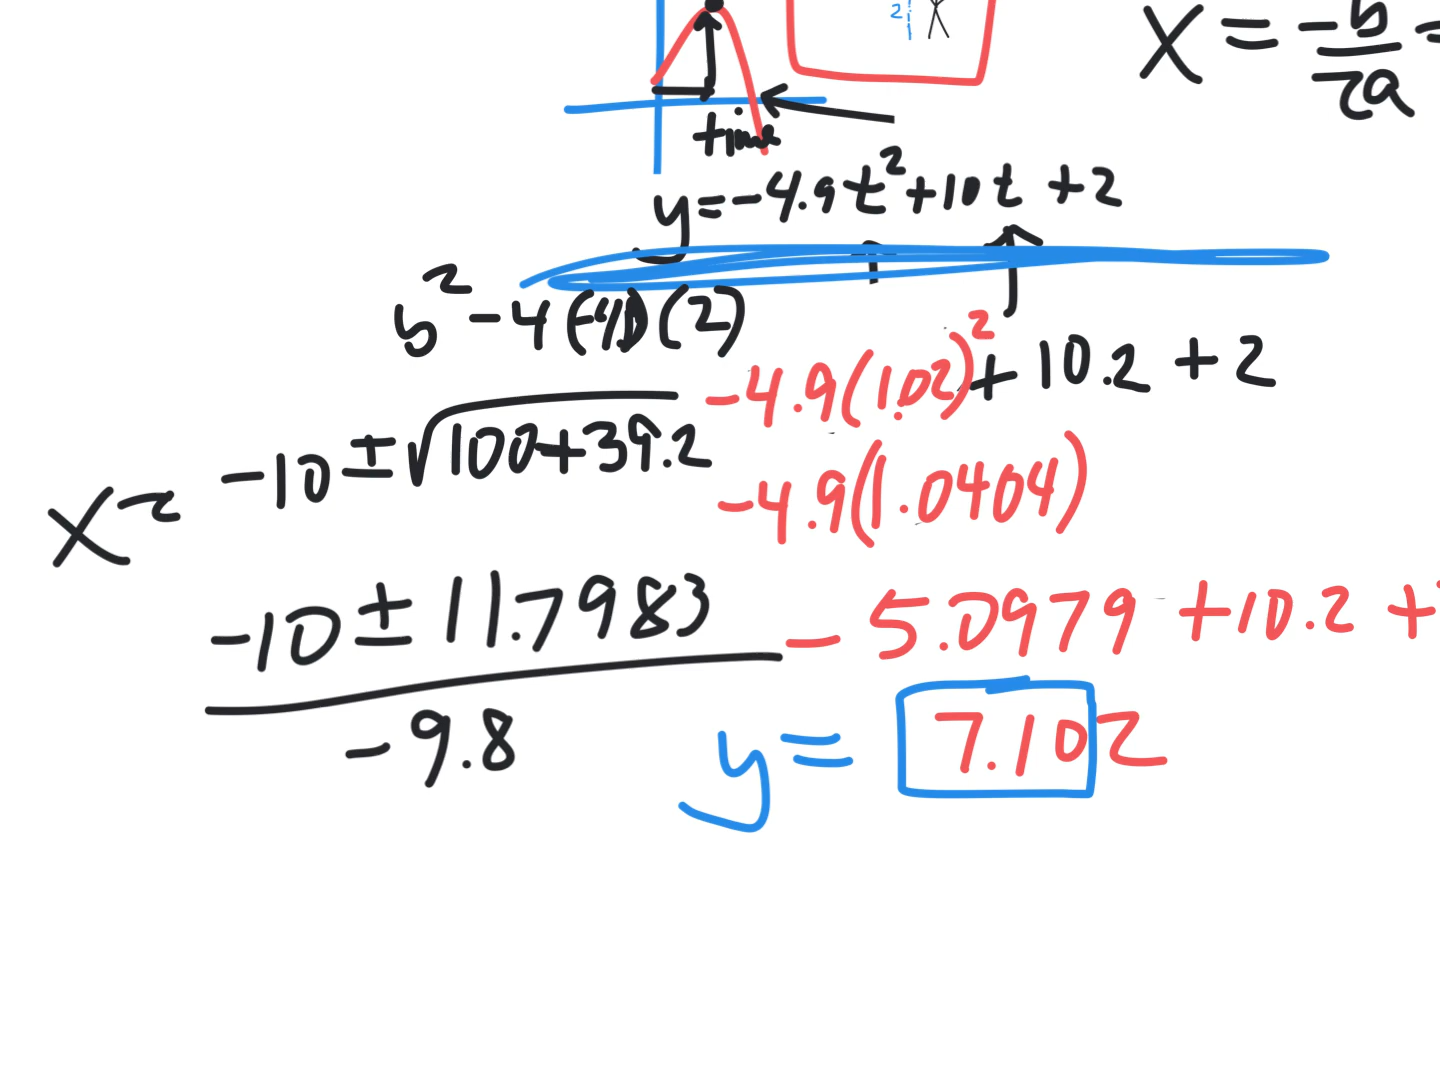 2
x = -b/2a =
time
y = -4.9t² + 10t + 2
b² - 4(-4.9)(2)
-4.9(1.02)² + 10.2 + 2
-10 ± √100+39.2
-4.9(1.0404)
x =
-10 ± 11.7983
-9.8
- 5.0979 + 10.2 +
y = 7.102